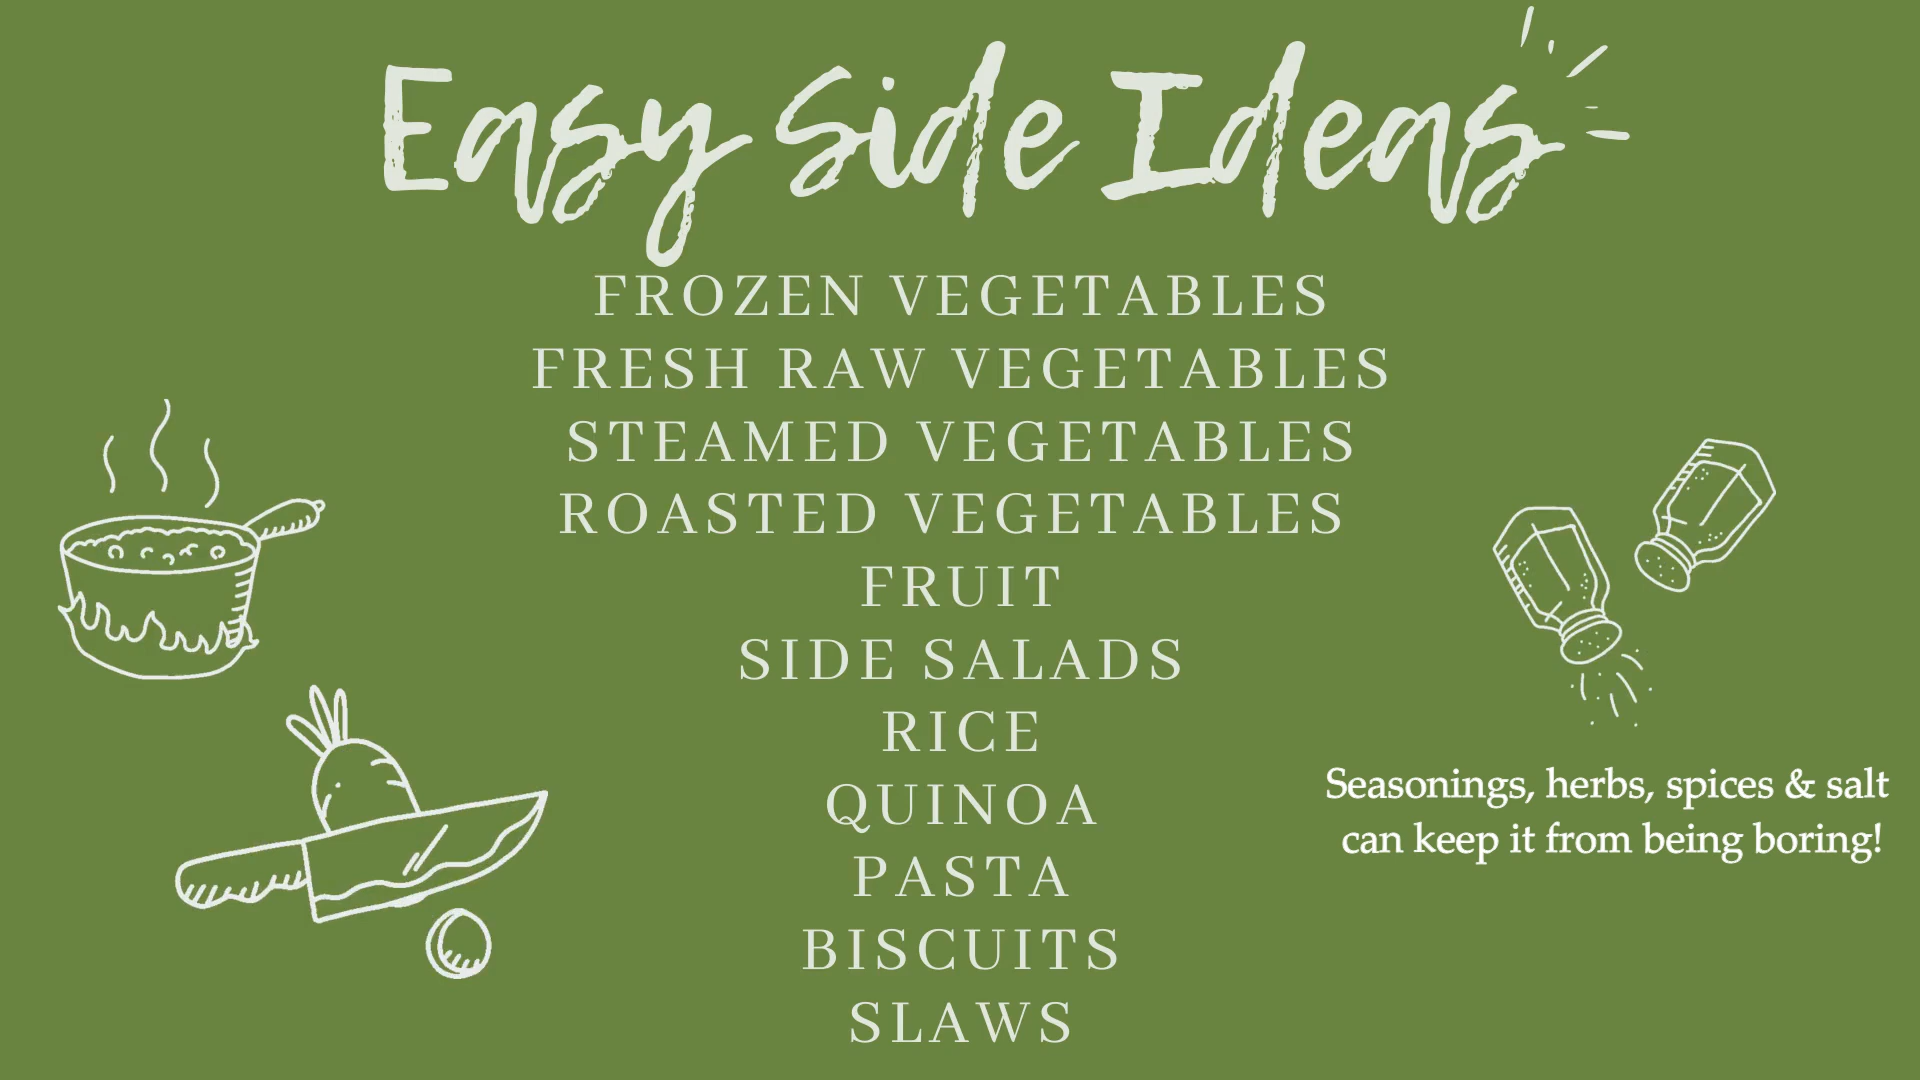 Easy Side Ideas
FROZEN VEGETABLES
FRESH RAW VEGETABLES
STEAMED VEGETABLES
ROASTED VEGETABLES
FRUIT
SIDE SALADS
RICE
QUINOA
PASTA
BISCUITS
SLAWS
Seasonings, herbs, spices & salt
can keep it from being boring!